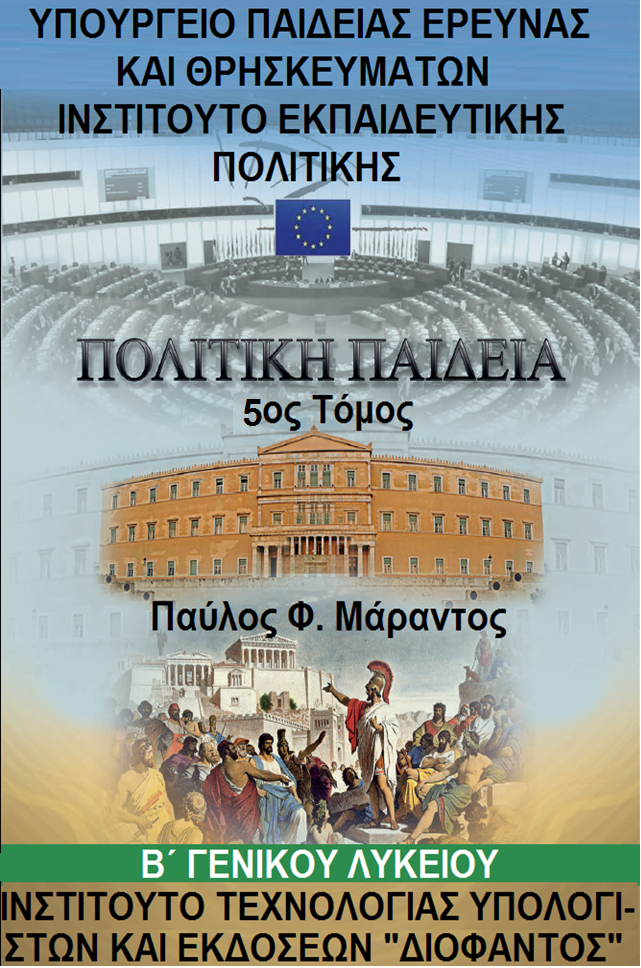 ΥΠΟΥΡΓΕΙΟ ΠΑΙΔΕΙΑΣ ΕΡΕΥΝΑΣ
ΚΑΙ ΘΡΗΣΚΕΥΜΑΤΩΝ
ΙΝΣΤΙΤΟΥΤΟ ΕΚΠΑΙΔΕΥΤΙΚΗΣ
ΠΟΛΙΤΙΚΗΣ
ΠΟΛΙΤΙΚΗ ΠΑΙΔΕΙΑ
5ος Τόμος
Παύλος Φ. Μάραντος
Β΄ ΓΕΝΙΚΟΥ ΛΥΚΕΙΟΥ
ΙΝΣΤΙΤΟΥΤΟ ΤΕΧΝΟΛΟΓΙΑΣ ΥΠΟΛΟΓΙ-
ΣΤΩΝ ΚΑΙ ΕΚΔΟΣΕΩΝ "ΔΙΟΦΑΝΤΟΣ"